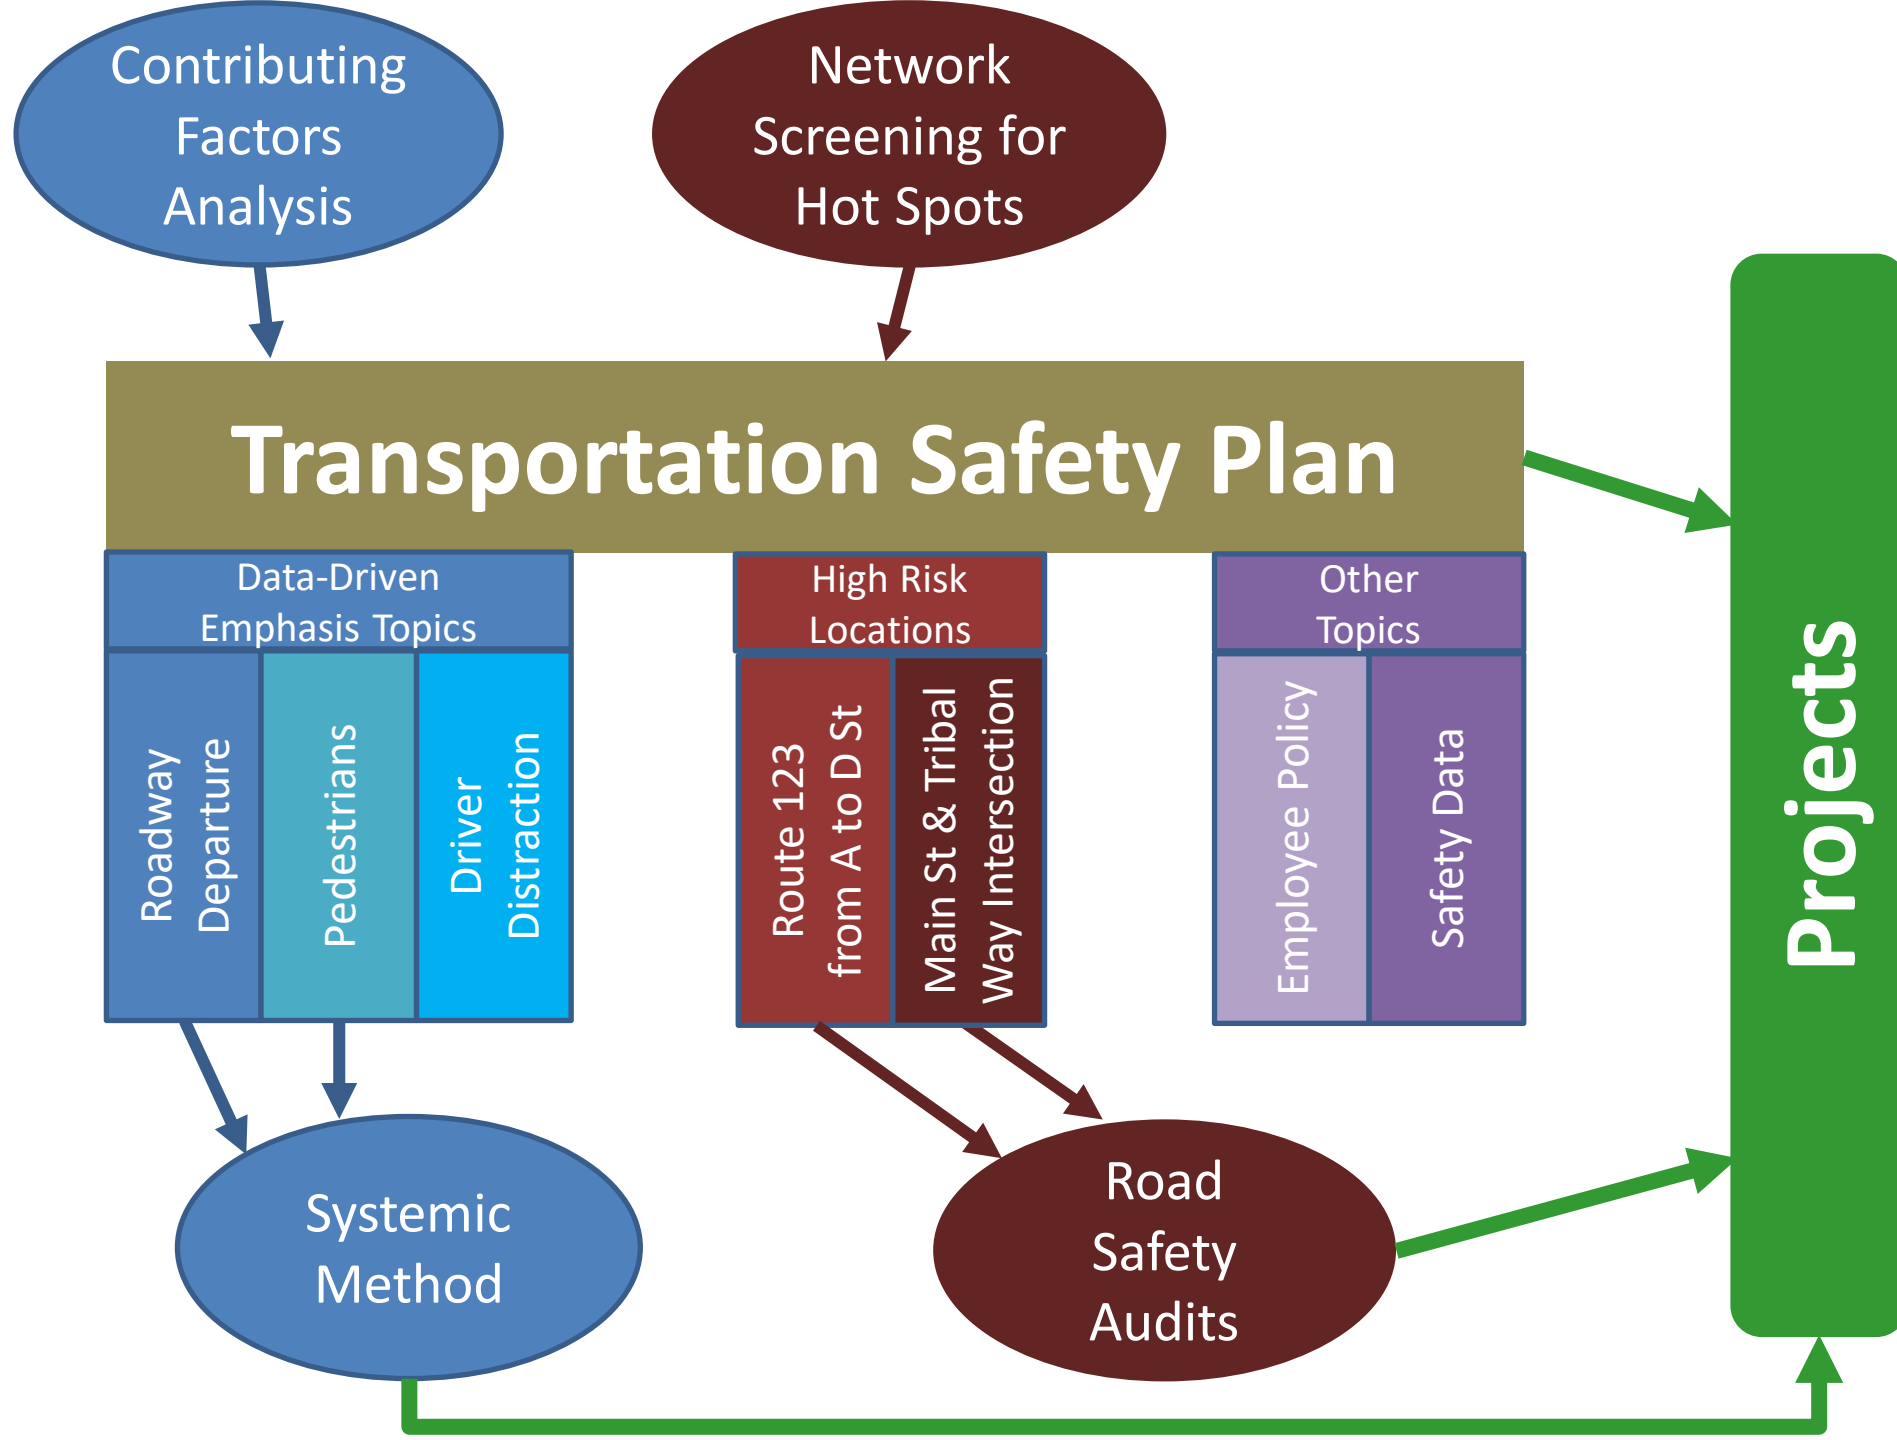 Contributing
Factors
Analysis
Network
Screening for
Hot Spots
Transportation Safety Plan
Data-Driven
Emphasis Topics
High Risk
Locations
Other
Topics
Roadway
Departure
Pedestrians
Driver
Distraction
Route 123
from A to D St
Main St & Tribal
Way Intersection
Employee Policy
Safety Data
Projects
Systemic
Method
Road
Safety
Audits